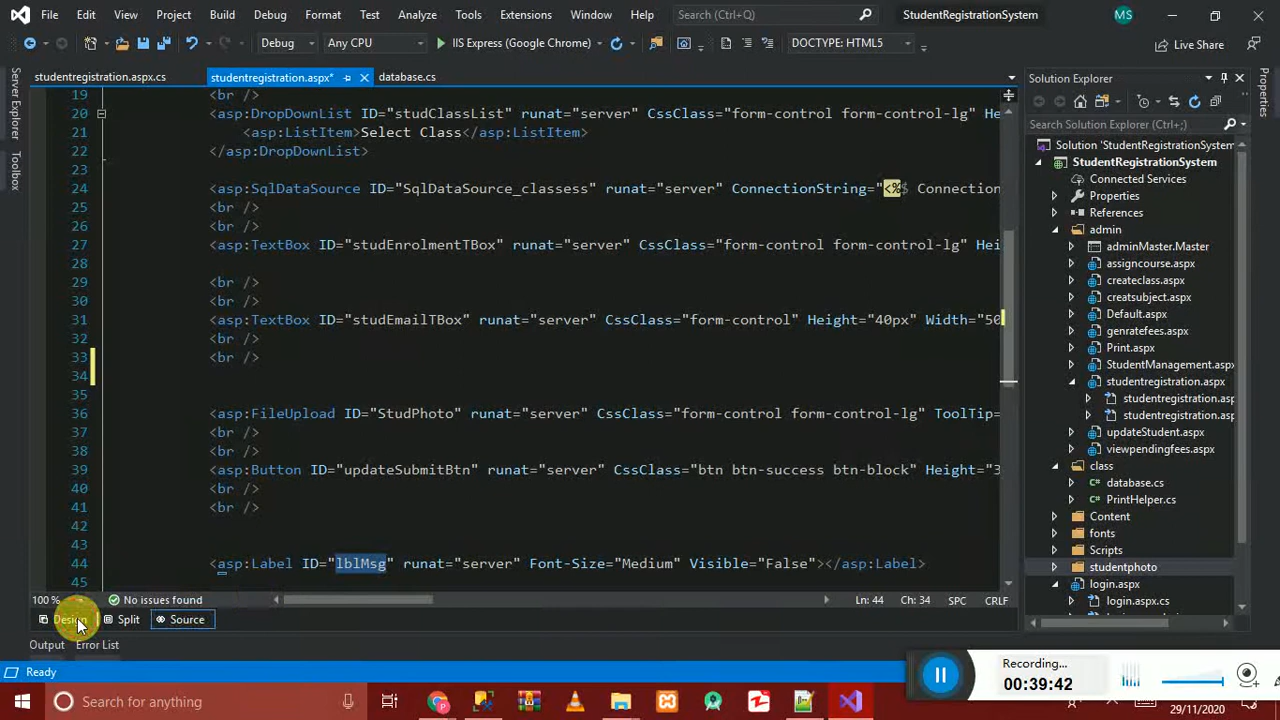 File Edit View Project Build Debug Format Test Analyze Tools Extensions Window Help Search (Ctrl+Q) StudentRegistrationSystem MS
Debug Any CPU IIS Express (Google Chrome) DOCTYPE: HTML5 Live Share
studentregistration.aspx.cs studentregistration.aspx* database.cs
Server Explorer
Toolbox
19 <br />
20 <asp:DropDownList ID="studClassList" runat="server" CssClass="form-control form-control-lg" He
21 <asp:ListItem>Select Class</asp:ListItem>
22 </asp:DropDownList>
23
24 <asp:SqlDataSource ID="SqlDataSource_classess" runat="server" ConnectionString="<%$ Connection
25 <br />
26 <br />
27 <asp:TextBox ID="studEnrolmentTBox" runat="server" CssClass="form-control form-control-lg" Hei
28
29 <br />
30 <br />
31 <asp:TextBox ID="studEmailTBox" runat="server" CssClass="form-control" Height="40px" Width="50
32 <br />
33 <br />
34
35
36 <asp:FileUpload ID="StudPhoto" runat="server" CssClass="form-control form-control-lg" ToolTip=
37 <br />
38 <br />
39 <asp:Button ID="updateSubmitBtn" runat="server" CssClass="btn btn-success btn-block" Height="3
40 <br />
41 <br />
42
43
44 <asp:Label ID="lblMsg" runat="server" Font-Size="Medium" Visible="False"></asp:Label>
45
100 % No issues found Ln: 44 Ch: 34 SPC CRLF
Design Split Source
Output Error List
Ready
Solution Explorer
Search Solution Explorer (Ctrl+;)
Solution 'StudentRegistrationSystem
StudentRegistrationSystem
Connected Services
Properties
References
admin
adminMaster.Master
assigncourse.aspx
createclass.aspx
creatsubject.aspx
Default.aspx
genratefees.aspx
Print.aspx
StudentManagement.aspx
studentregistration.aspx
studentregistration.asp
studentregistration.asp
updateStudent.aspx
viewpendingfees.aspx
class
database.cs
PrintHelper.cs
Content
fonts
Scripts
studentphoto
login.aspx
login.aspx.cs
Properties
Recording...
00:39:42
Search for anything
29/11/2020